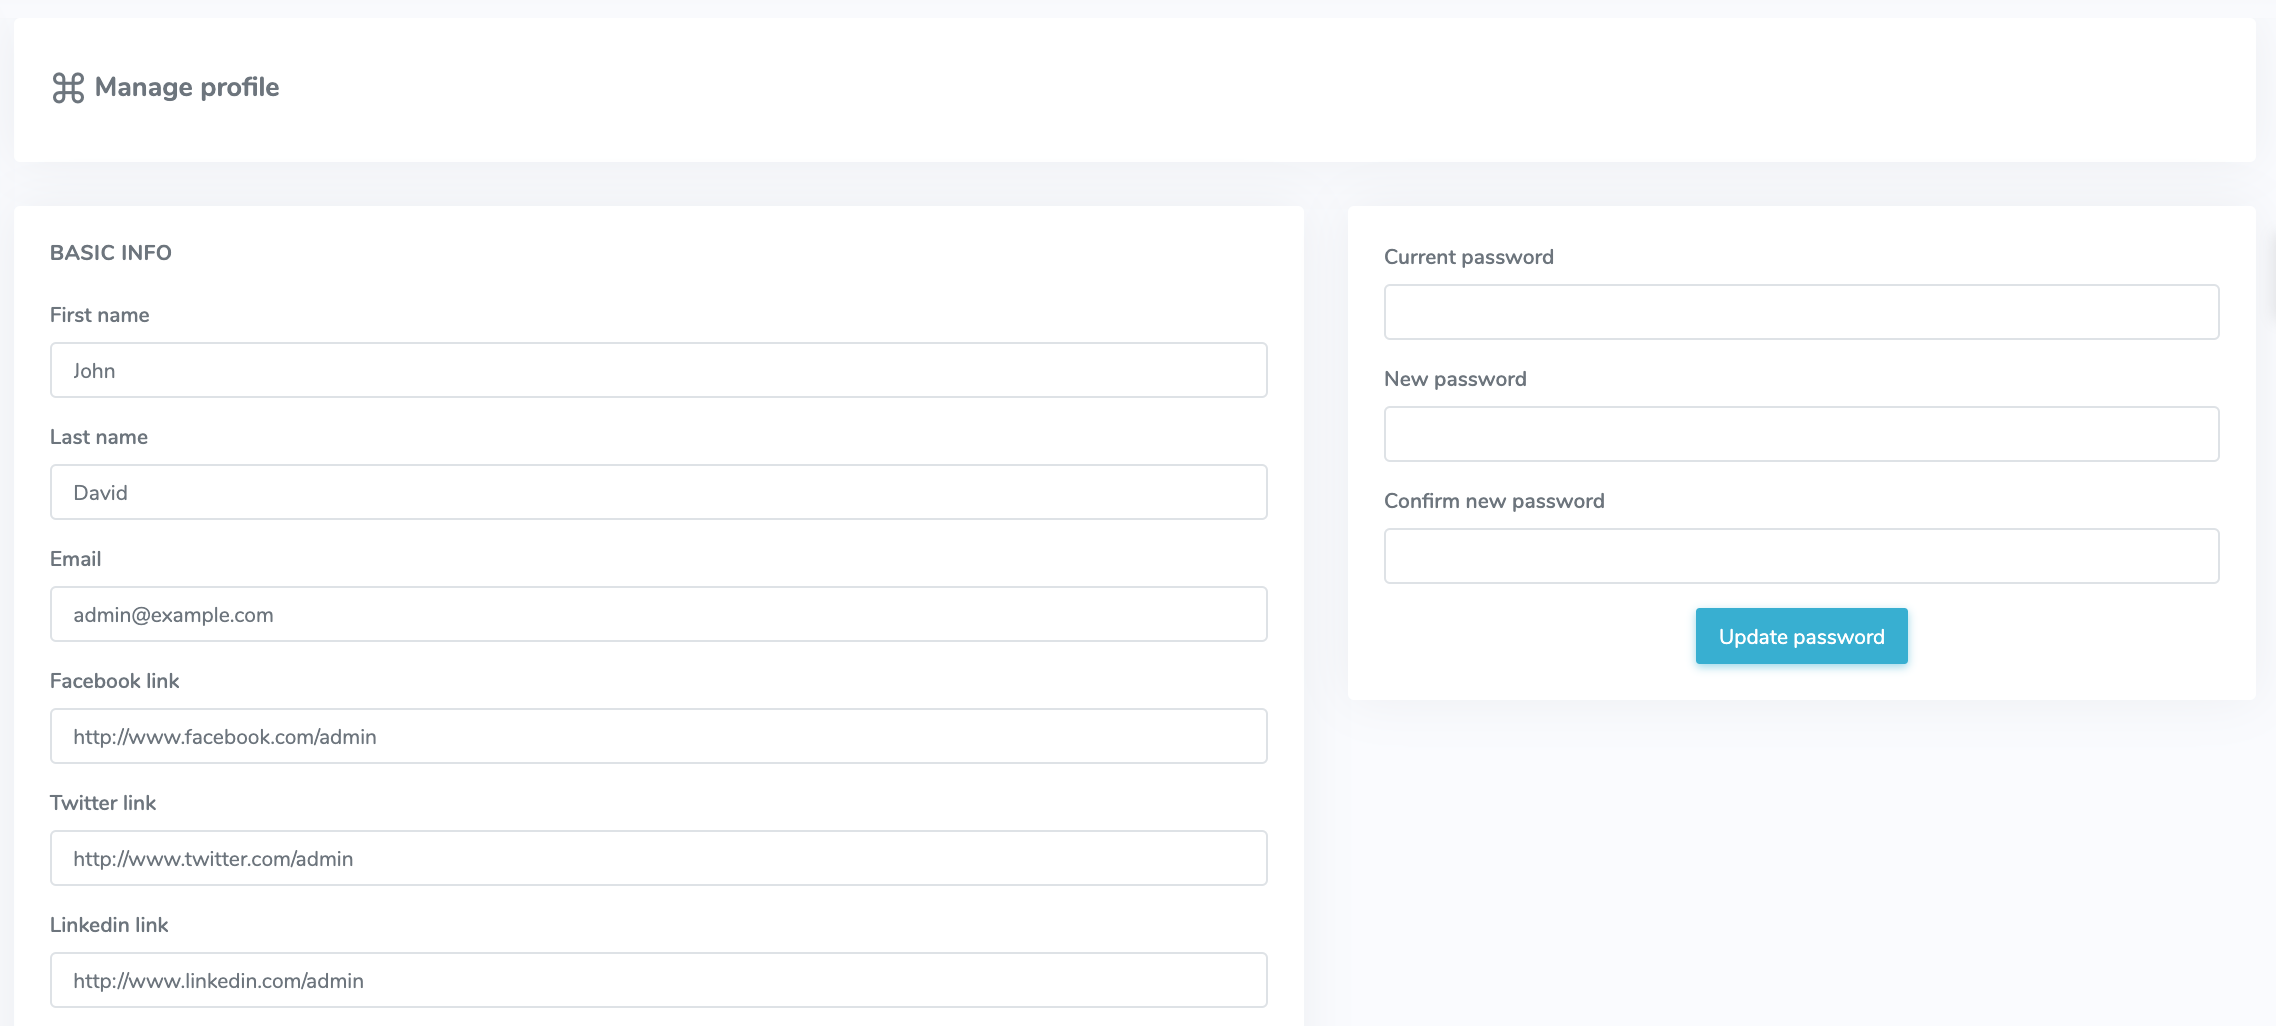 Manage profile
BASIC INFO
First name
John
Last name
David
Email
admin@example.com
Facebook link
http://www.facebook.com/admin
Twitter link
http://www.twitter.com/admin
Linkedin link
http://www.linkedin.com/admin
Current password
New password
Confirm new password
Update password